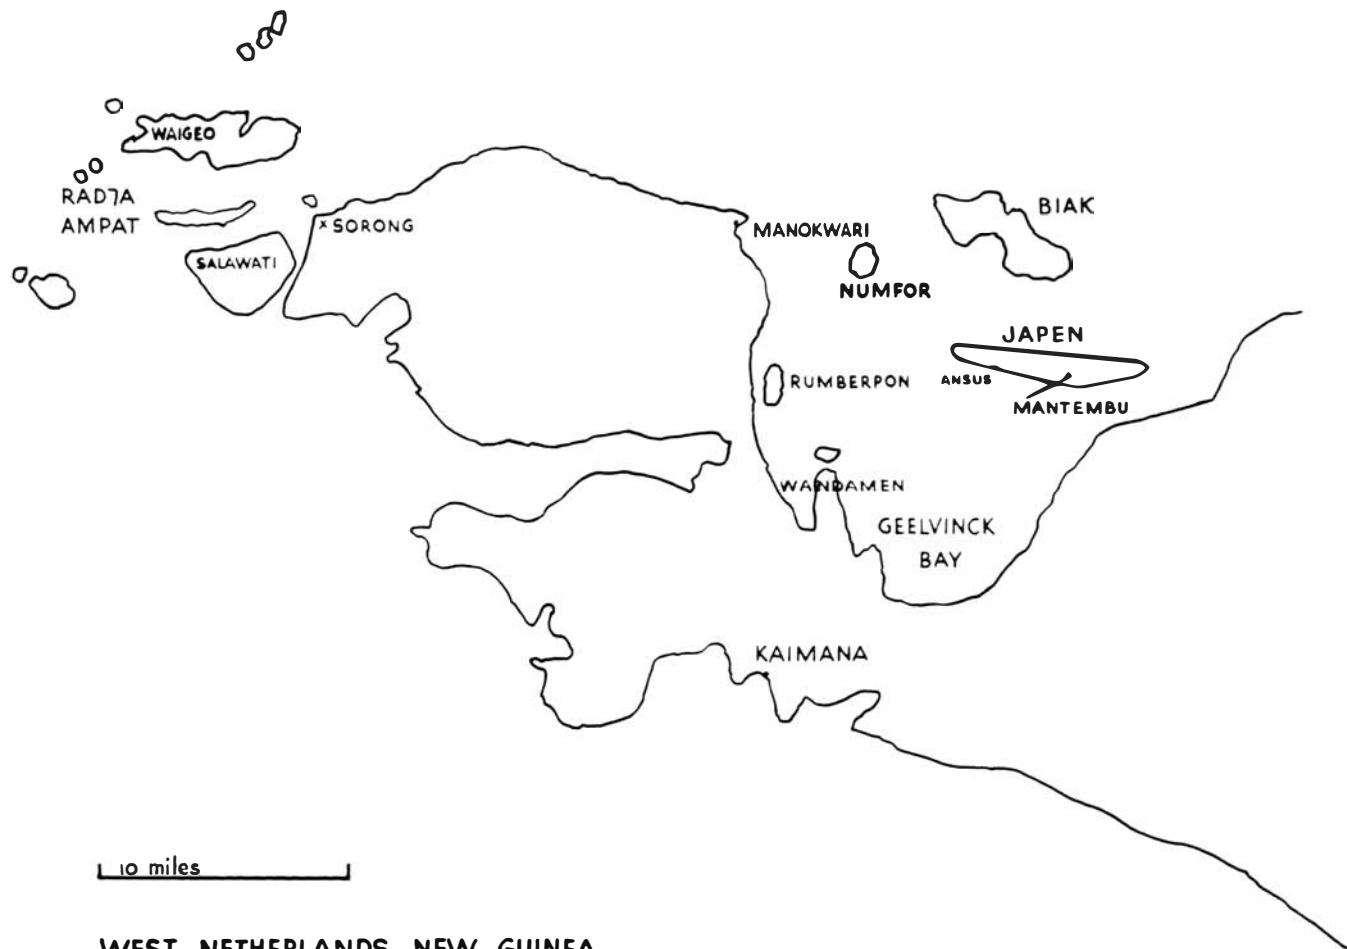 WAIGEO
RADJA
AMPAT
SORONG
SALAWATI
MANOKWARI
NUMFOR
BIAK
JAPEN
RUMBERPON
ANSUS
MANTEMBU
WANDAMEN
GEELVINCK
BAY
KAIMANA
10 miles
WEST NETHERLANDS NEW GUINEA